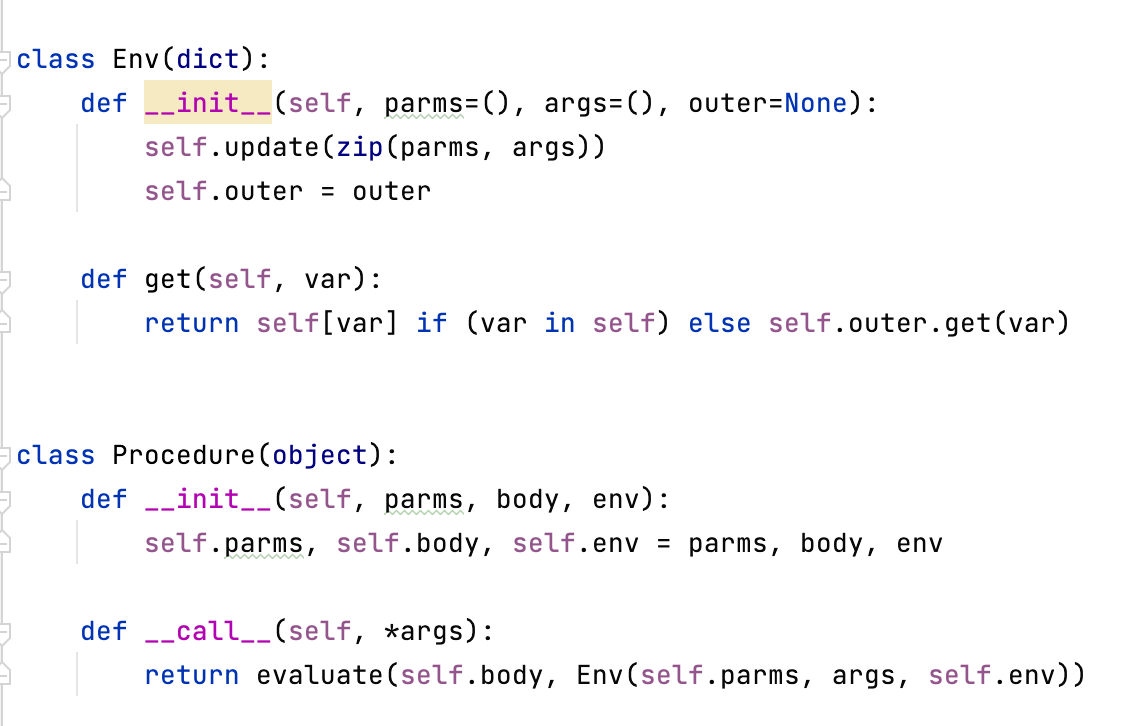 class Env(dict):
    def __init__(self, parms=(), args=(), outer=None):
        self.update(zip(parms, args))
        self.outer = outer
    def get(self, var):
        return self[var] if (var in self) else self.outer.get(var)
class Procedure(object):
    def __init__(self, parms, body, env):
        self.parms, self.body, self.env = parms, body, env
    def __call__(self, *args):
        return evaluate(self.body, Env(self.parms, args, self.env))